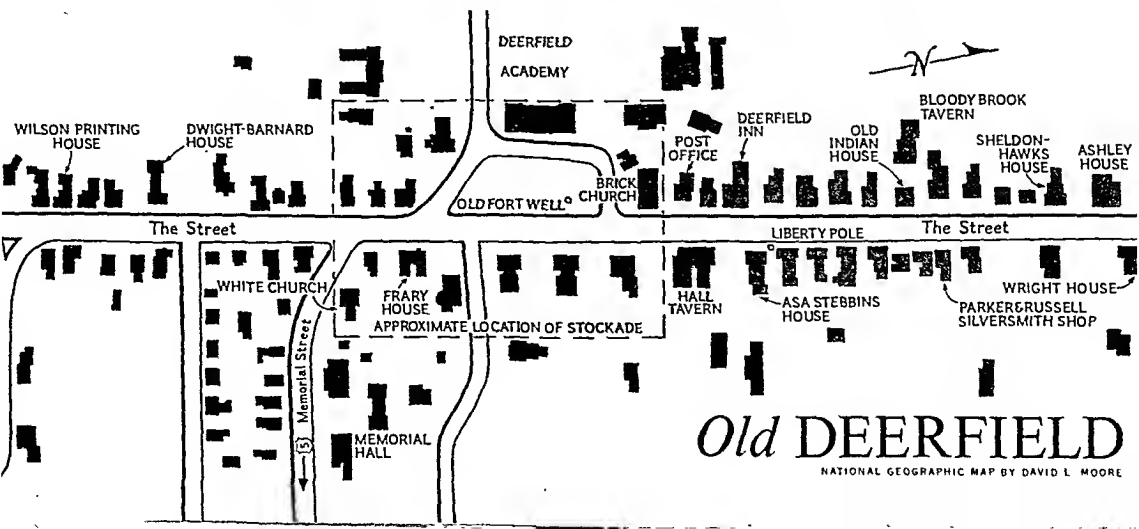 DEERFIELD
ACADEMY
N
WILSON PRINTING
HOUSE
DWIGHT-BARNARD
HOUSE
POST
OFFICE
DEERFIELD
INN
OLD
INDIAN
HOUSE
BLOODY BROOK
TAVERN
SHELDON-
HAWKS
HOUSE
ASHLEY
HOUSE
BRICK
CHURCH
OLD FORT WELL
The Street
LIBERTY POLE
The Street
WHITE CHURCH
FRARY
HOUSE
HALL
TAVERN
ASA STEBBINS
HOUSE
WRIGHT HOUSE
PARKER & RUSSELL
SILVERSMITH SHOP
APPROXIMATE LOCATION OF STOCKADE
Memorial Street
5
MEMORIAL
HALL
Old DEERFIELD
NATIONAL GEOGRAPHIC MAP BY DAVID L MOORE